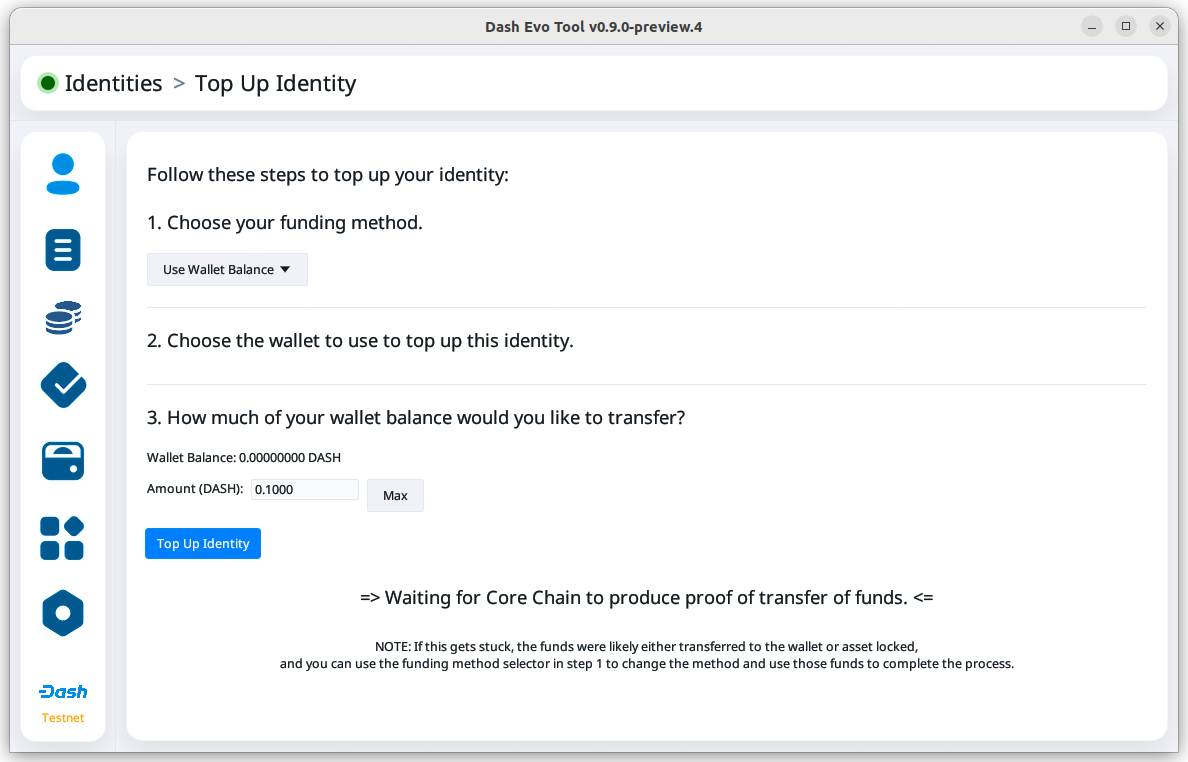 Dash Evo Tool v0.9.0-preview.4
Identities > Top Up Identity
Follow these steps to top up your identity:
1. Choose your funding method.
Use Wallet Balance
2. Choose the wallet to use to top up this identity.
3. How much of your wallet balance would you like to transfer?
Wallet Balance: 0.00000000 DASH
Amount (DASH): 0.1000 Max
Top Up Identity
=> Waiting for Core Chain to produce proof of transfer of funds. <=
NOTE: If this gets stuck, the funds were likely either transferred to the wallet or asset locked,
and you can use the funding method selector in step 1 to change the method and use those funds to complete the process.
Dash
Testnet